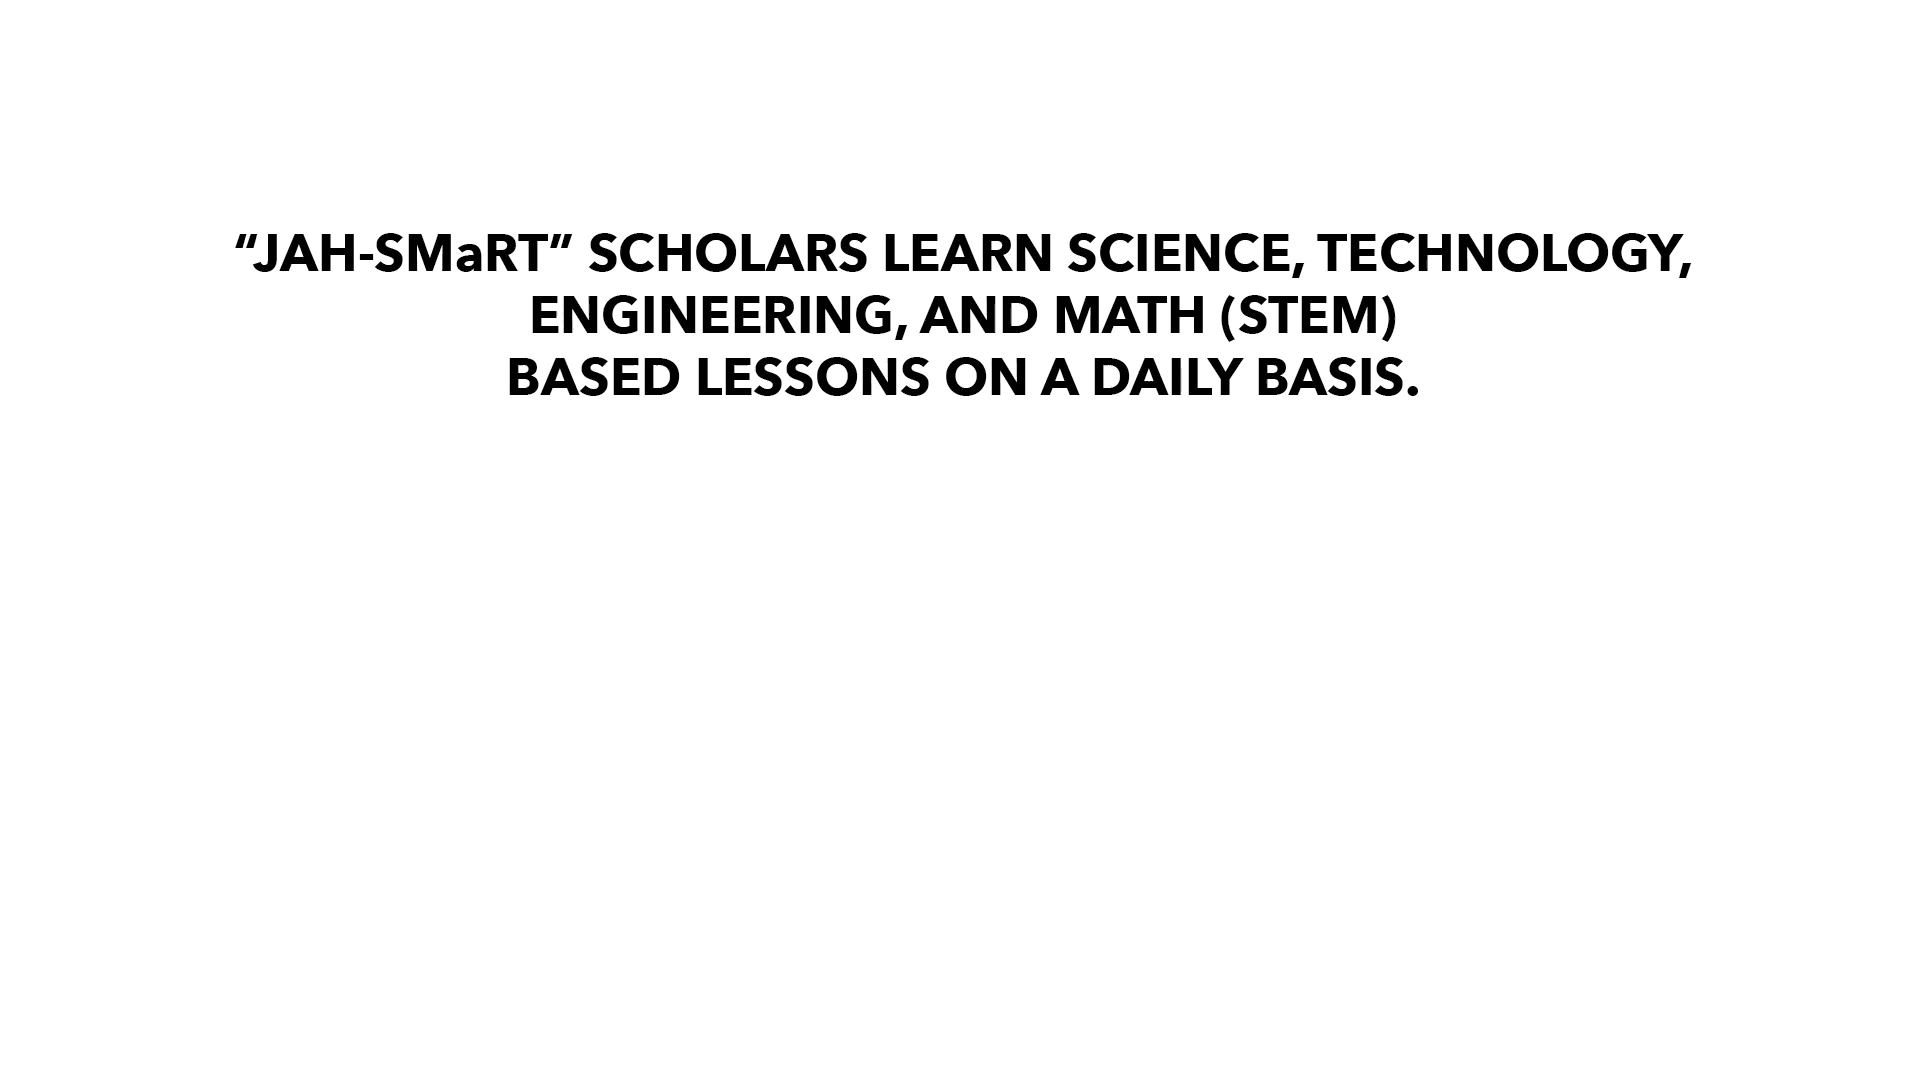 “JAH-SMaRT” SCHOLARS LEARN SCIENCE, TECHNOLOGY,
ENGINEERING, AND MATH (STEM)
BASED LESSONS ON A DAILY BASIS.